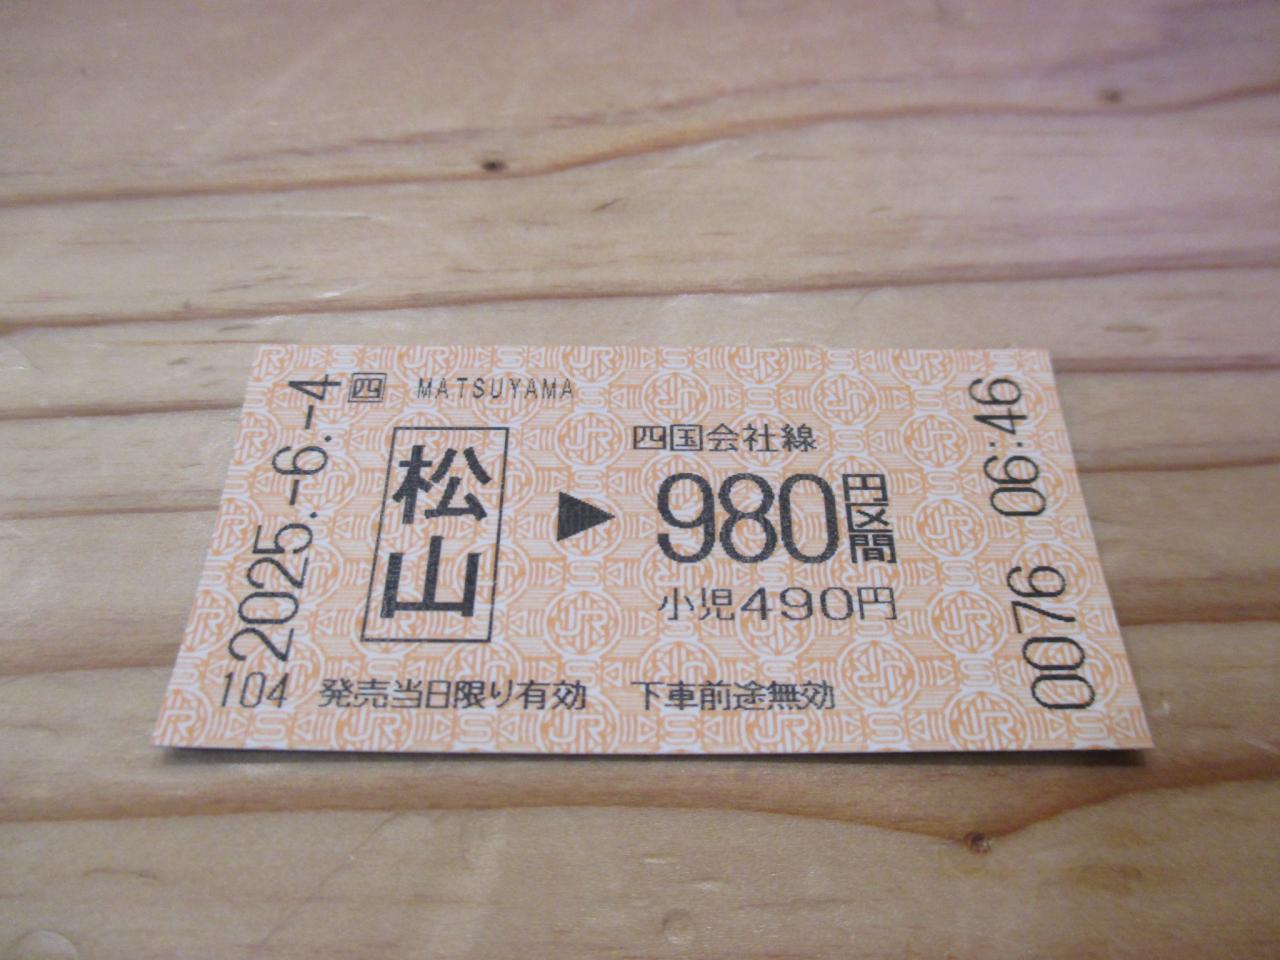 2025.-6.-4
四 MATSUYAMA
松山
▶
四国会社線
980円区間
小児490円
104 発売当日限り有効 下車前途無効
0076 06:46